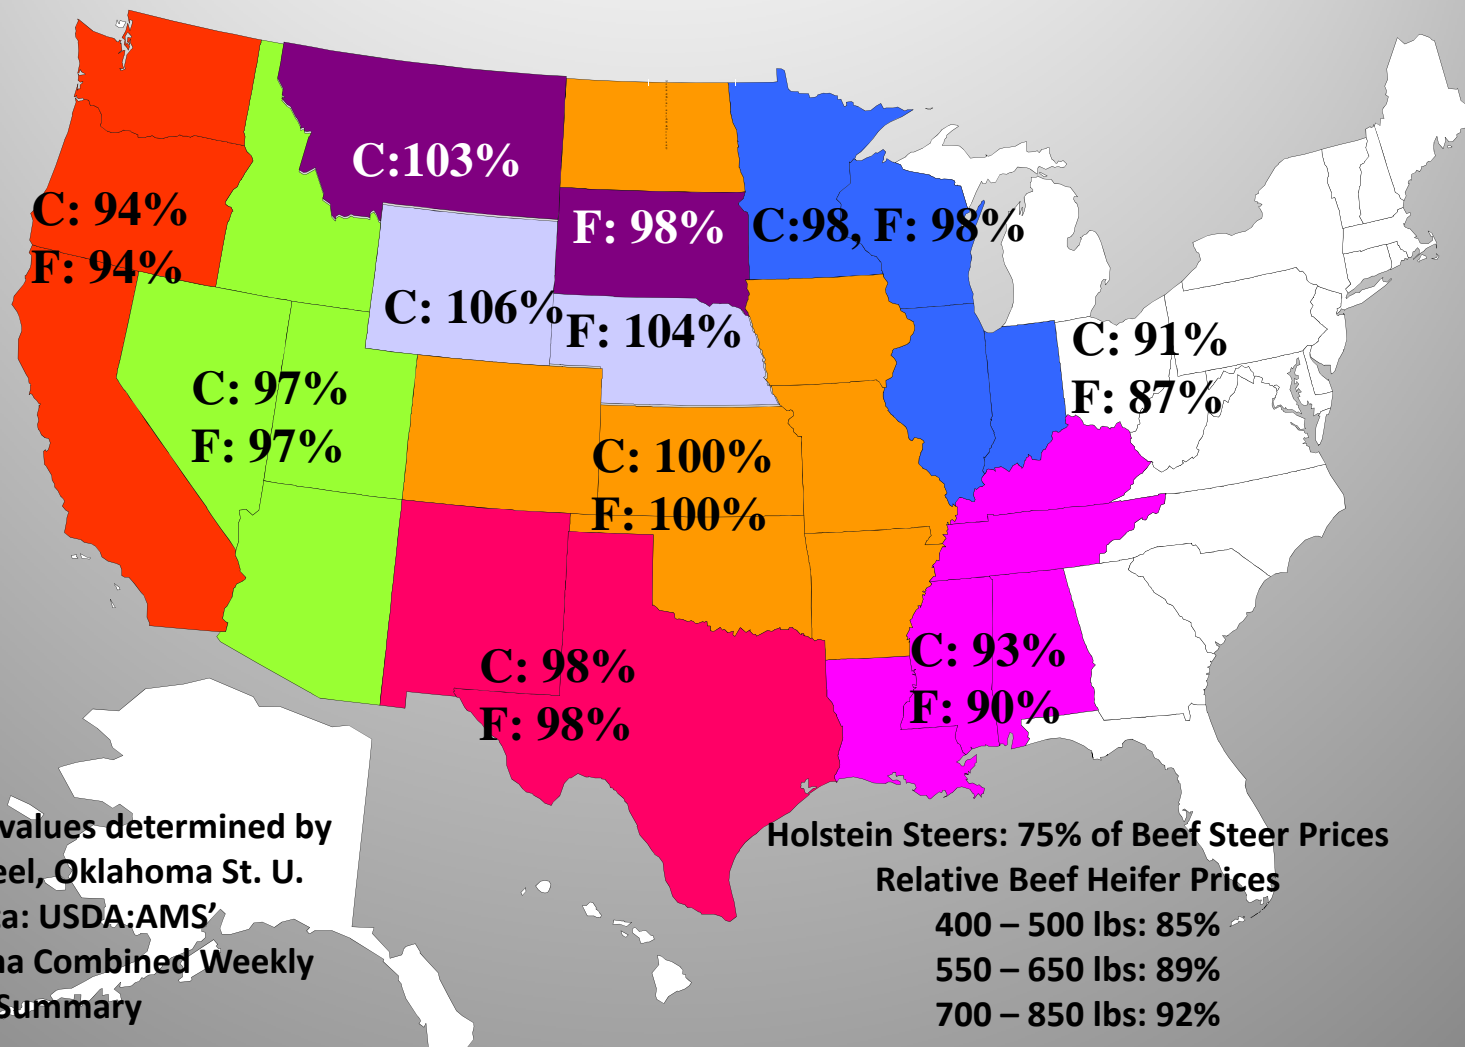 C:103%
C: 94%
F: 94%
F: 98%
C:98, F: 98%
C: 106%
F: 104%
C: 91%
F: 87%
C: 97%
F: 97%
C: 100%
F: 100%
C: 98%
F: 98%
C: 93%
F: 90%
values determined by
eel, Oklahoma St. U.
ta: USDA:AMS’
na Combined Weekly
Summary
Holstein Steers: 75% of Beef Steer Prices
Relative Beef Heifer Prices
400 – 500 lbs: 85%
550 – 650 lbs: 89%
700 – 850 lbs: 92%